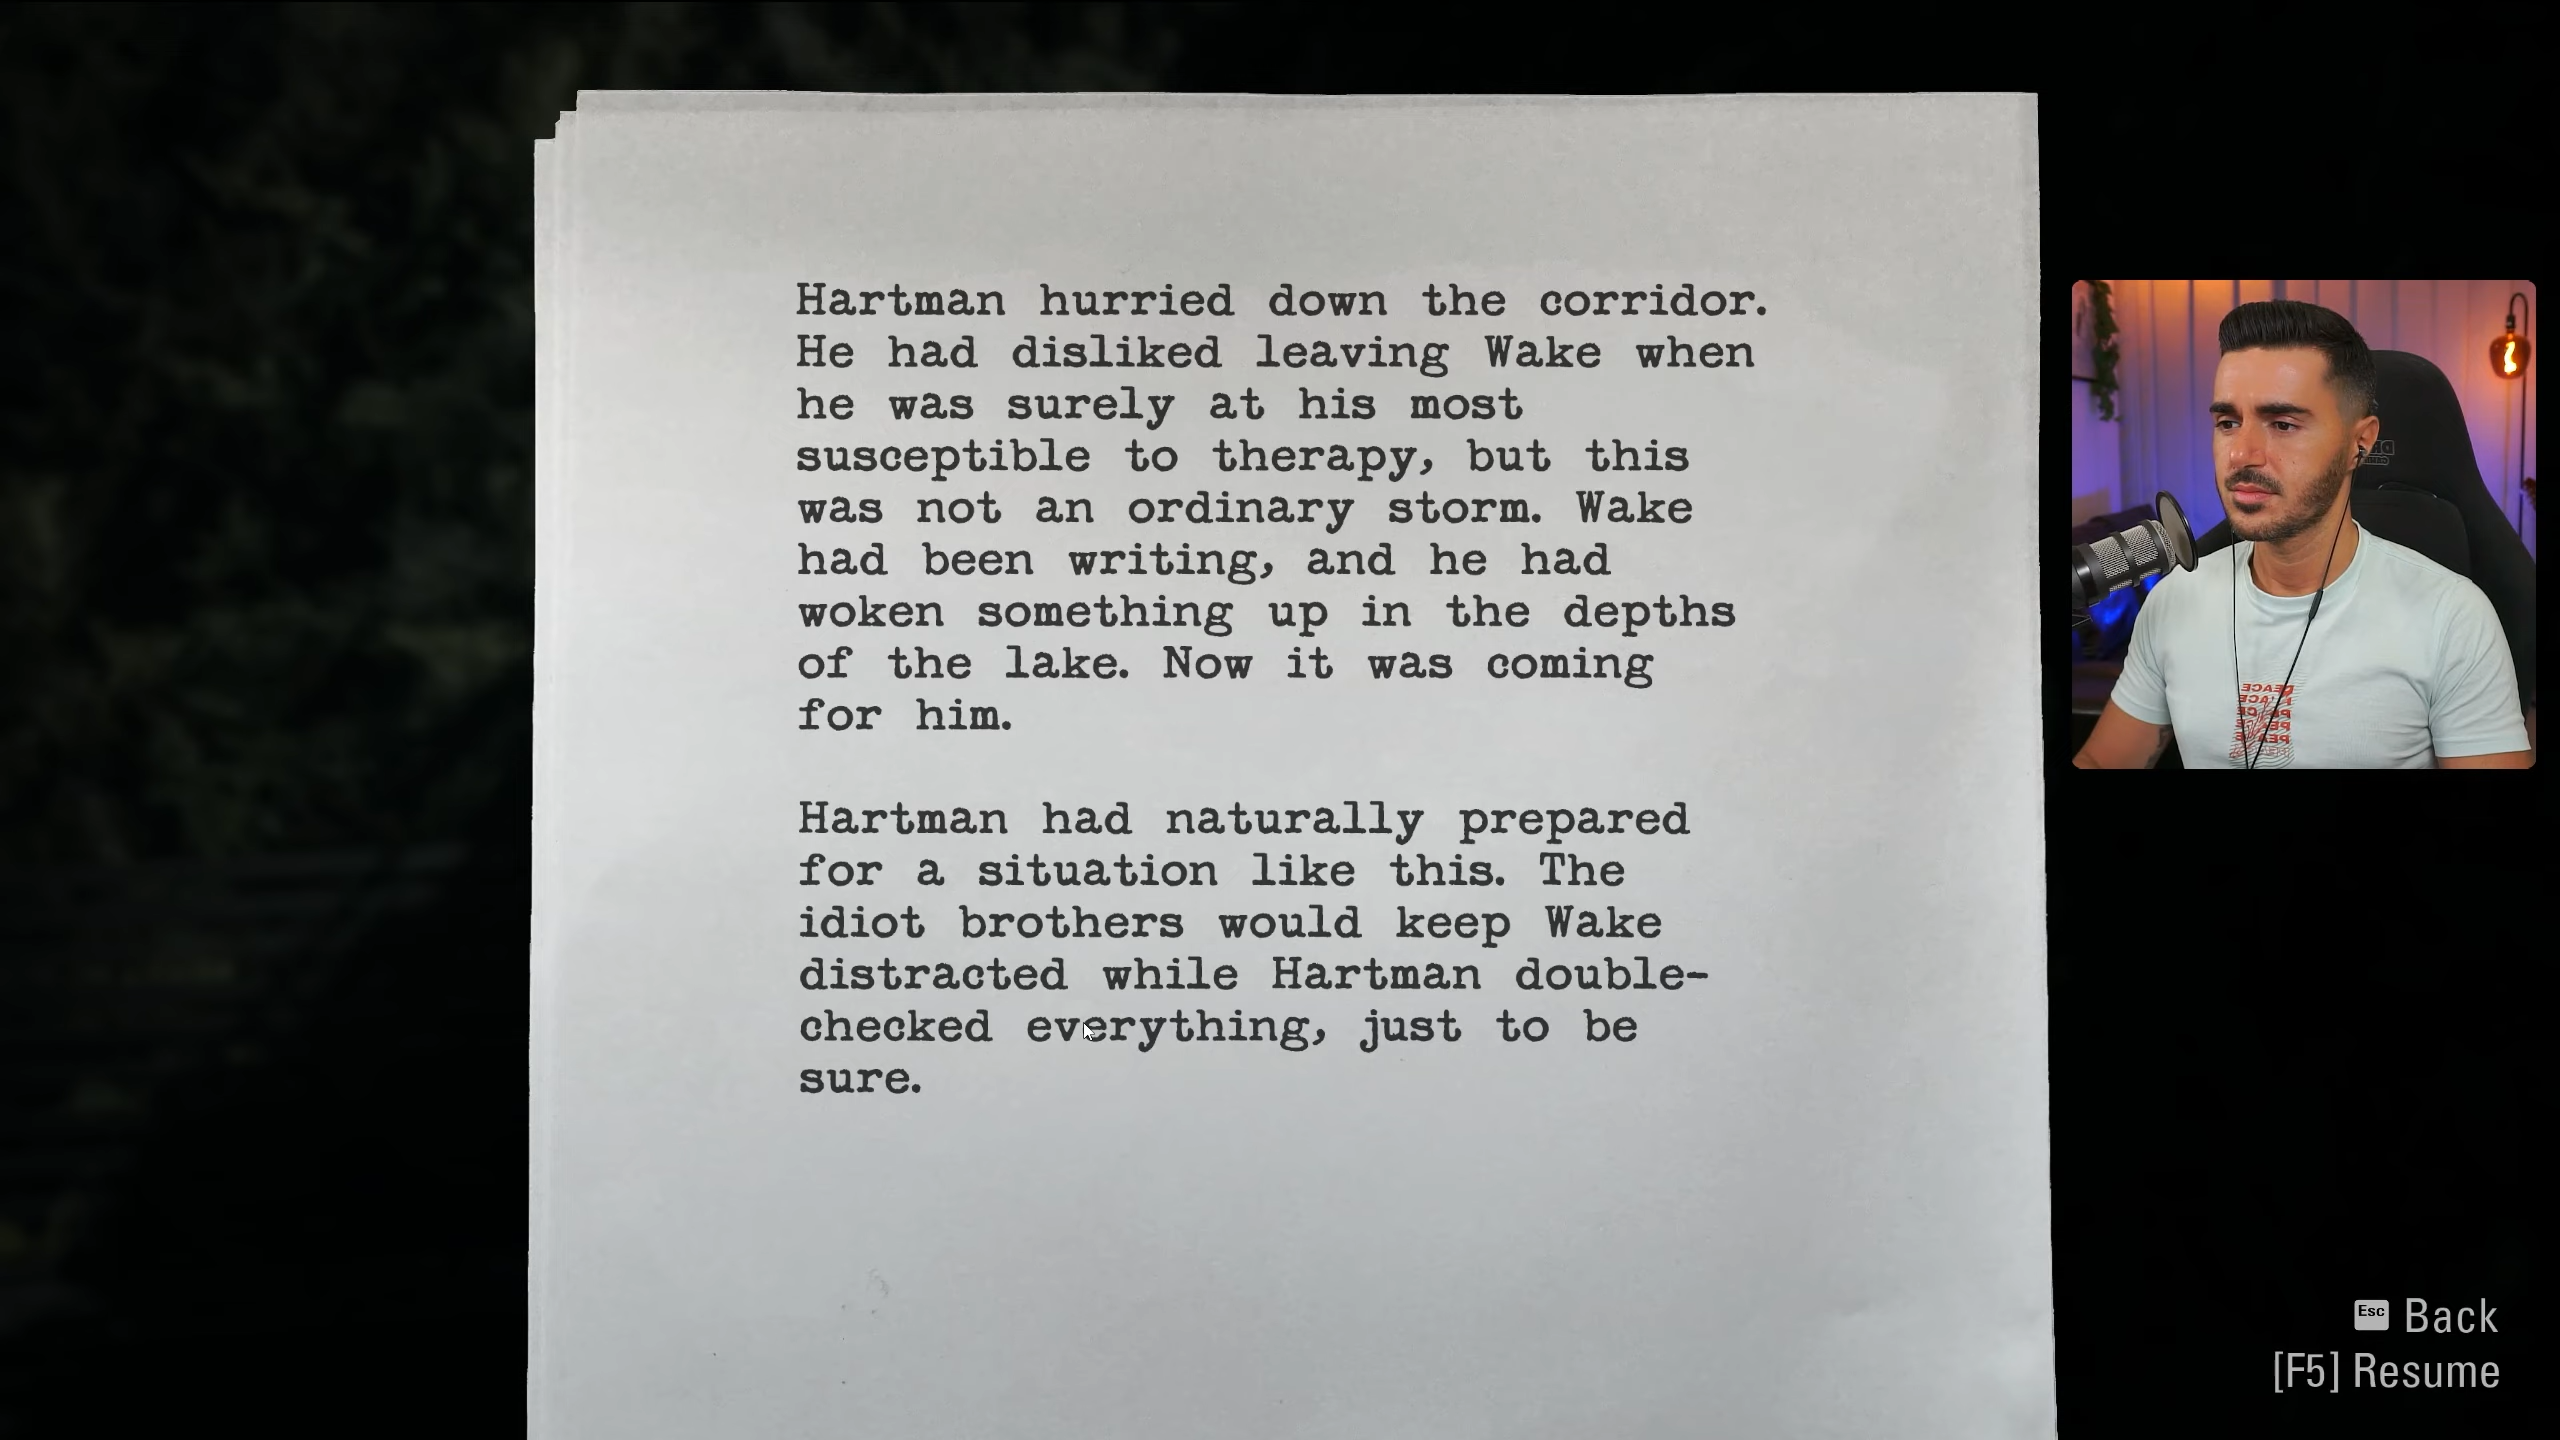 Hartman hurried down the corridor.
He had disliked leaving Wake when
he was surely at his most
susceptible to therapy, but this
was not an ordinary storm. Wake
had been writing, and he had
woken something up in the depths
of the lake. Now it was coming
for him.
Hartman had naturally prepared
for a situation like this. The
idiot brothers would keep Wake
distracted while Hartman double-
checked everything, just to be
sure.
PEACE
Esc Back
[F5] Resume